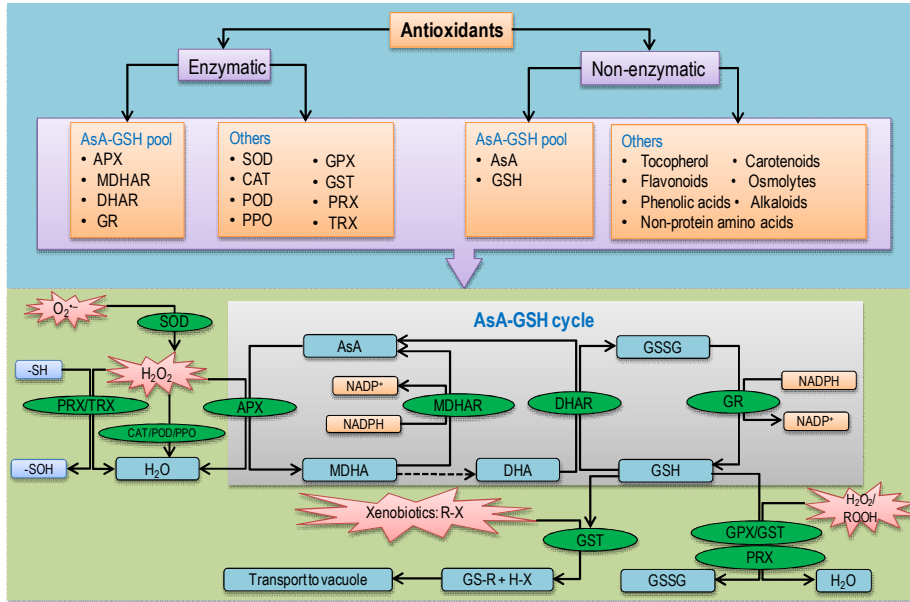 Antioxidants
Enzymatic
Non-enzymatic
AsA-GSH pool
• APX
• MDHAR
• DHAR
• GR
Others
• SOD
• CAT
• POD
• PPO
• GPX
• GST
• PRX
• TRX
AsA-GSH pool
• AsA
• GSH
Others
• Tocopherol • Carotenoids
• Flavonoids • Osmolytes
• Phenolic acids • Alkaloids
• Non-protein amino acids
O₂•−
SOD
-SH
H₂O₂
PRX/TRX
CAT/POD/PPO
-SOH
H₂O
APX
AsA-GSH cycle
AsA
NADP⁺
NADPH
MDHAR
MDHA
DHA
DHAR
GSSG
GSH
GR
NADPH
NADP⁺
Xenobiotics: R-X
GST
Transport to vacuole
GS-R + H-X
H₂O₂/
ROOH
GPX/GST
PRX
GSSG
H₂O